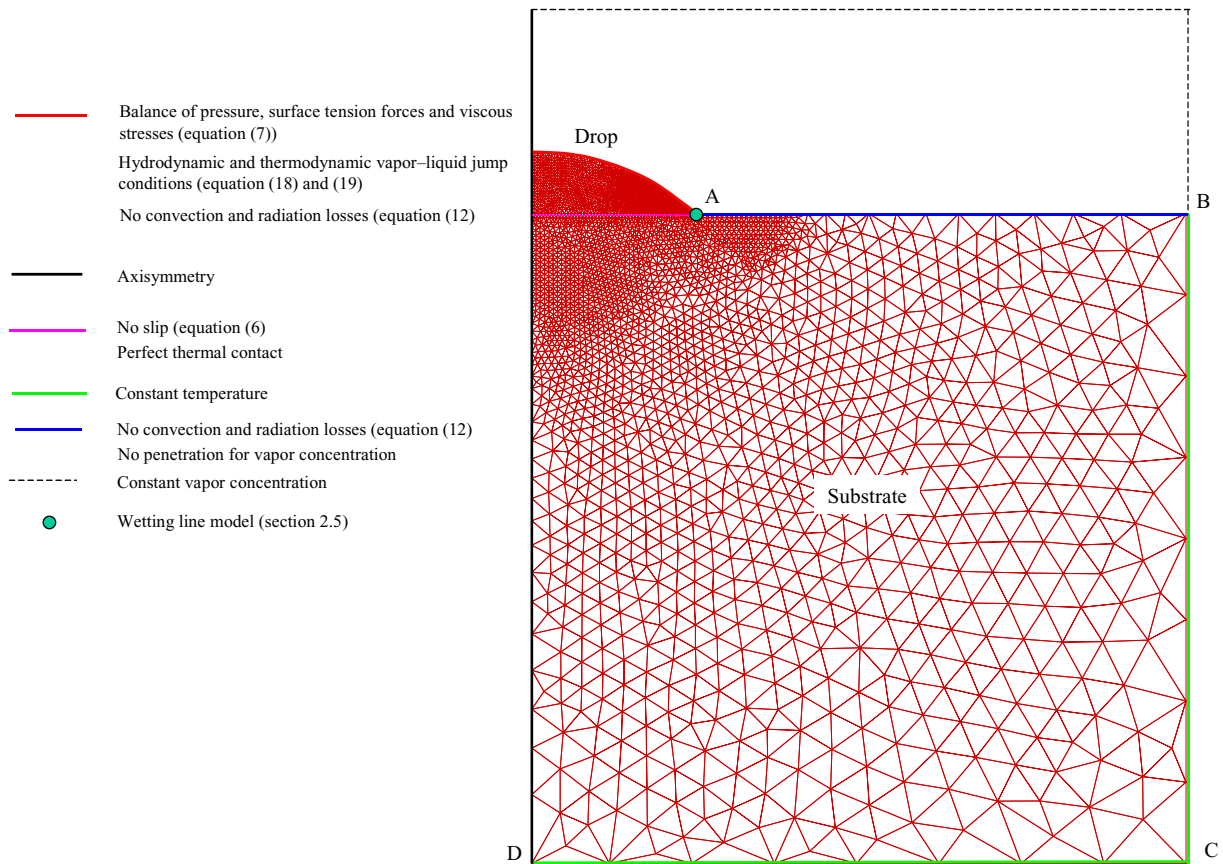 Balance of pressure, surface tension forces and viscous
stresses (equation (7))
Hydrodynamic and thermodynamic vapor–liquid jump
conditions (equation (18) and (19)
No convection and radiation losses (equation (12)
Axisymmetry
No slip (equation (6)
Perfect thermal contact
Constant temperature
No convection and radiation losses (equation (12)
No penetration for vapor concentration
Constant vapor concentration
Wetting line model (section 2.5)
Drop
A
B
Substrate
D
C